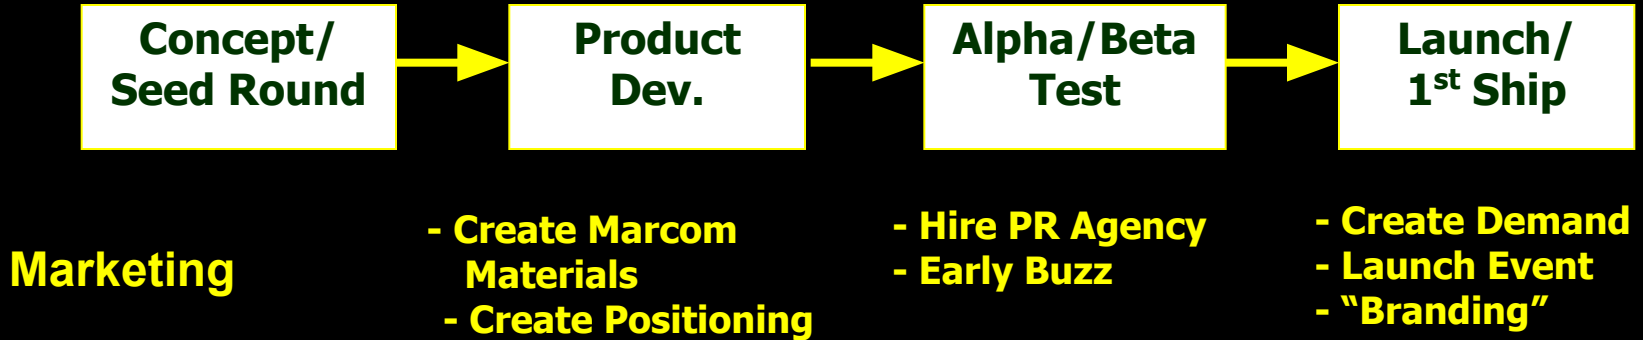 Concept/
Seed Round
Product
Dev.
Alpha/Beta
Test
Launch/
1st Ship
Marketing
- Create Marcom
Materials
- Create Positioning
- Hire PR Agency
- Early Buzz
- Create Demand
- Launch Event
- “Branding”